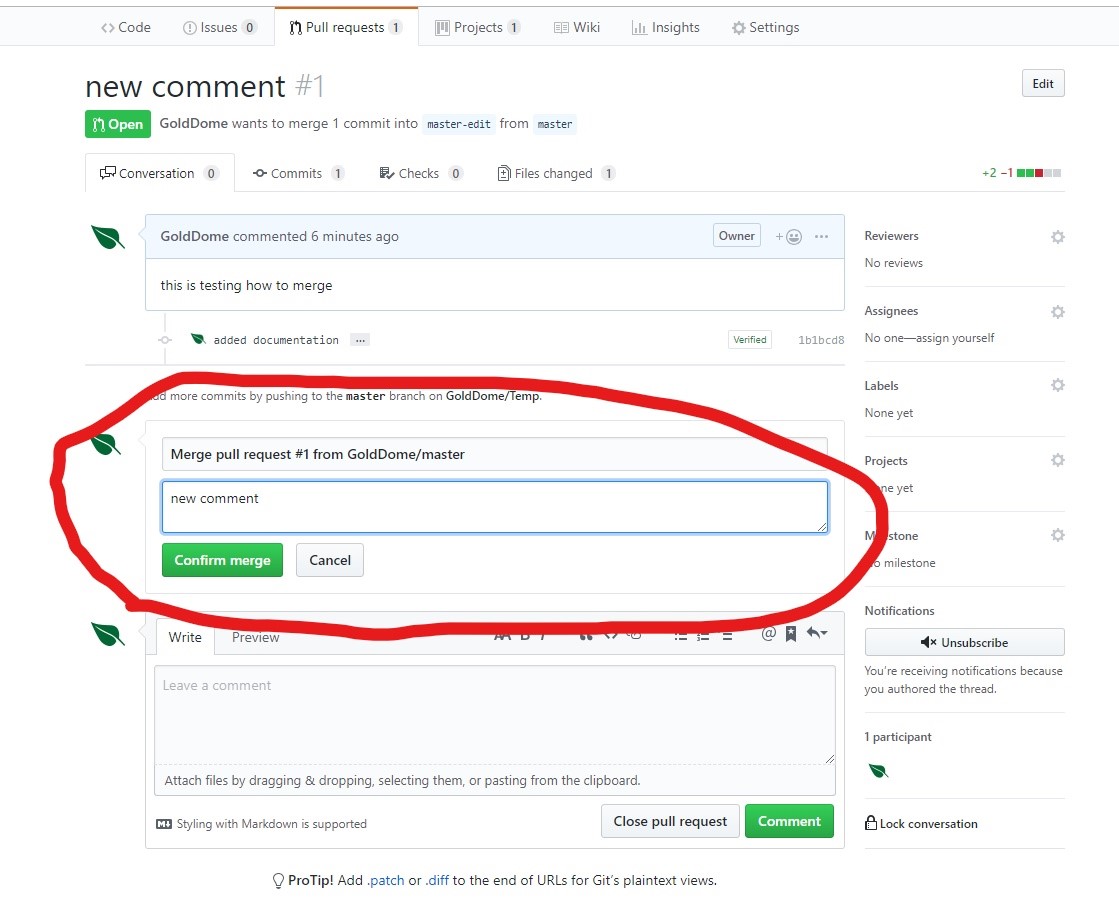 Code Issues 0 Pull requests 1 Projects 1 Wiki Insights Settings
new comment #1
Edit
Open GoldDome wants to merge 1 commit into master-edit from master
Conversation 0 Commits 1 Checks 0 Files changed 1 +2 −1
GoldDome commented 6 minutes ago Owner
this is testing how to merge
added documentation ... Verified 1b1bcd8
more commits by pushing to the master branch on GoldDome/Temp.
Merge pull request #1 from GoldDome/master
new comment
Confirm merge Cancel
Write Preview
Leave a comment
Attach files by dragging & dropping, selecting them, or pasting from the clipboard.
Styling with Markdown is supported
Close pull request Comment
ProTip! Add .patch or .diff to the end of URLs for Git’s plaintext views.
Reviewers
No reviews
Assignees
No one—assign yourself
Labels
None yet
Projects
yet
milestone
Notifications
Unsubscribe
You’re receiving notifications because
you authored the thread.
1 participant
Lock conversation